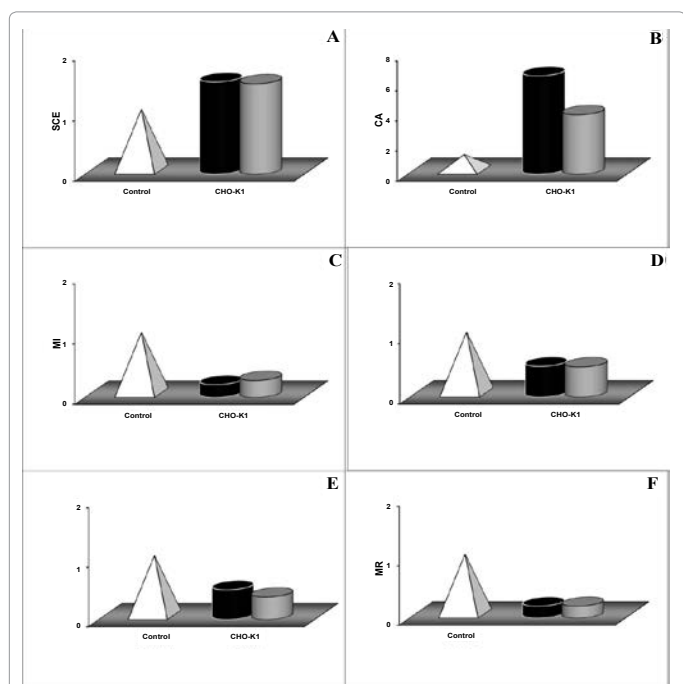 A
2
SCE
1
0
Control CHO-K1
B
8
6
CA
4
2
0
Control CHO-K1
C
2
MI
1
0
Control CHO-K1
D
2
1
0
Control CHO-K1
E
2
1
0
Control CHO-K1
F
2
MR
1
0
Control